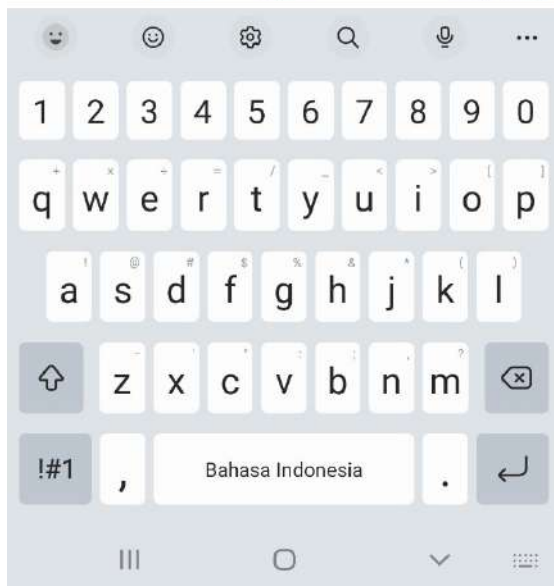 1 2 3 4 5 6 7 8 9 0
+ × ÷ = / _ < > [ ]
q w e r t y u i o p
! @ # $ % & * ( )
a s d f g h j k l
- ' " : ; , ?
z x c v b n m
!#1 , Bahasa Indonesia .